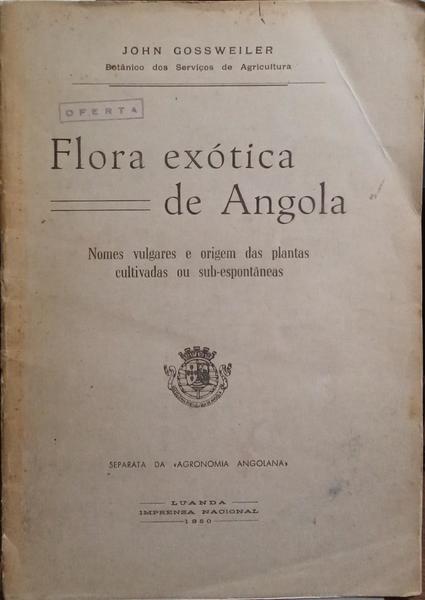 JOHN GOSSWEILER
Botânico dos Serviços de Agricultura
OFERTA
Flora exótica
de Angola
Nomes vulgares e origem das plantas
cultivadas ou sub-espontâneas
SEPARATA DA «AGRONOMIA ANGOLANA»
LUANDA
IMPRENSA NACIONAL
1950